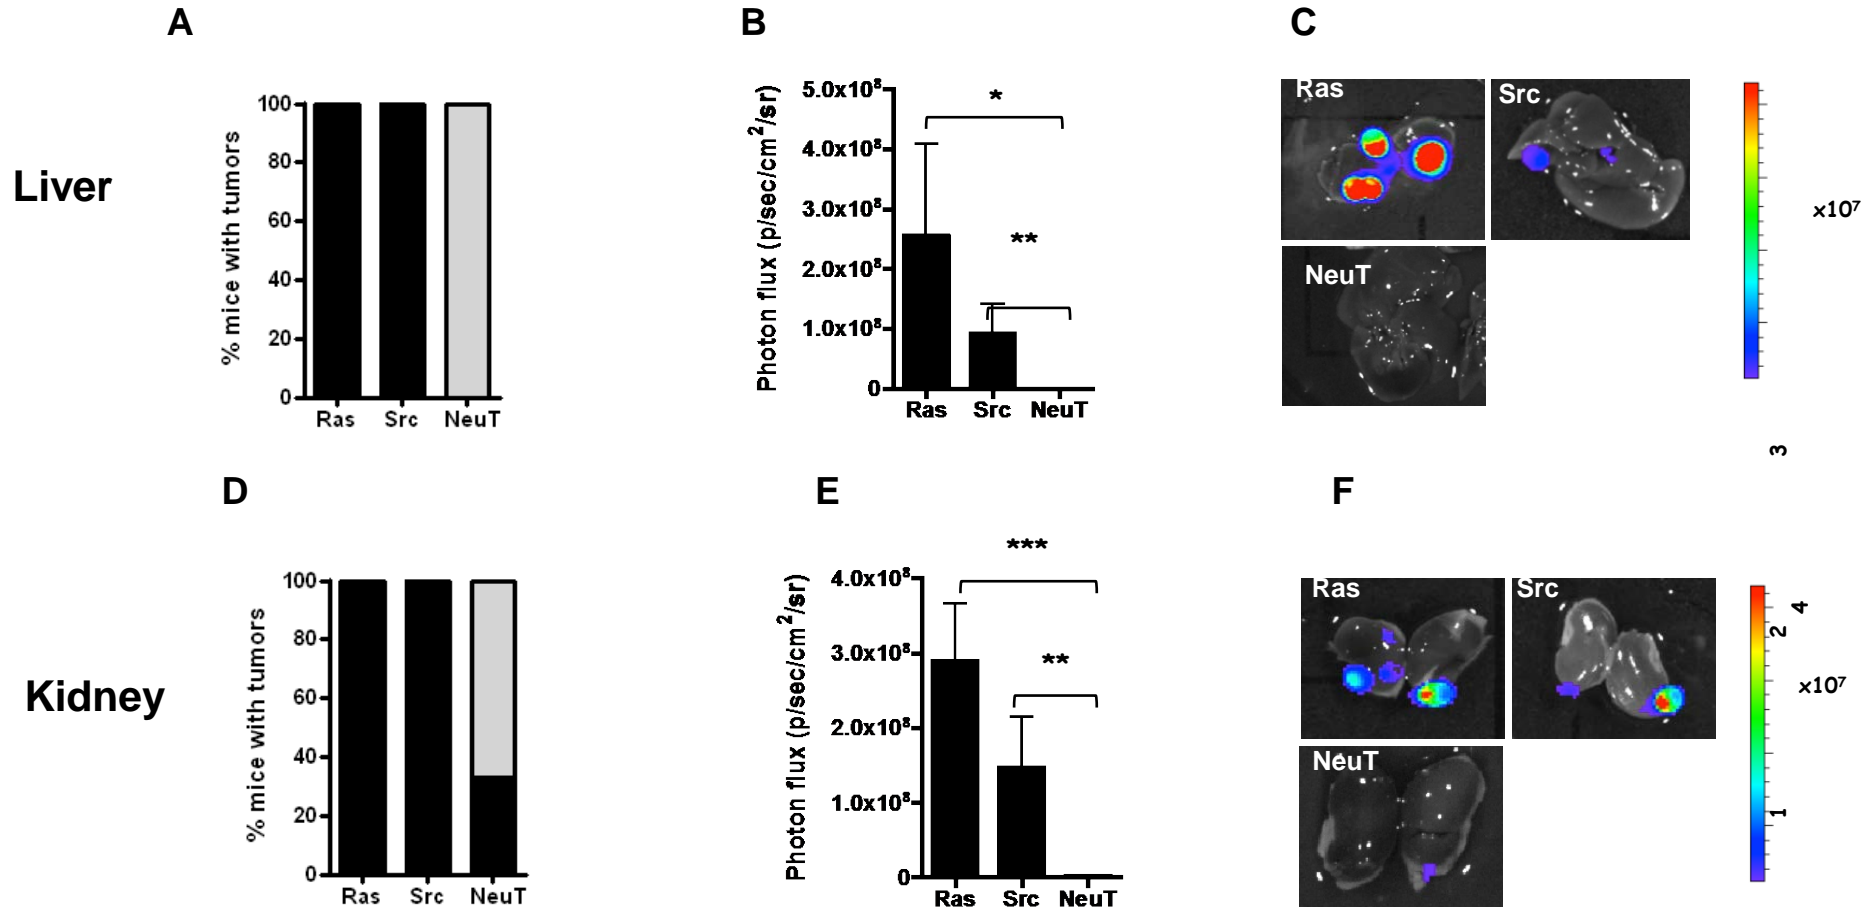 A
B
C
Liver
% mice with tumors
100
80
60
40
20
0
Ras Src NeuT
Photon flux (p/sec/cm²/sr)
5.0x10⁸
4.0x10⁸
3.0x10⁸
2.0x10⁸
1.0x10⁸
0
*
**
Ras Src NeuT
Ras
Src
NeuT
x10⁷
3
D
E
F
Kidney
% mice with tumors
100
80
60
40
20
0
Ras Src NeuT
Photon flux (p/sec/cm²/sr)
4.0x10⁸
3.0x10⁸
2.0x10⁸
1.0x10⁸
0
***
**
Ras Src NeuT
Ras
Src
NeuT
4
2
x10⁷
1